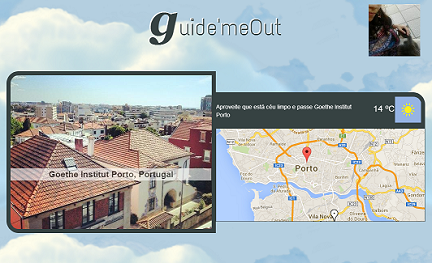 guide'meOut
Aproveite que está céu limpo e passe Goethe Institut
Porto
14 ºC
Goethe Institut Porto, Portugal
Porto
Vila Nova